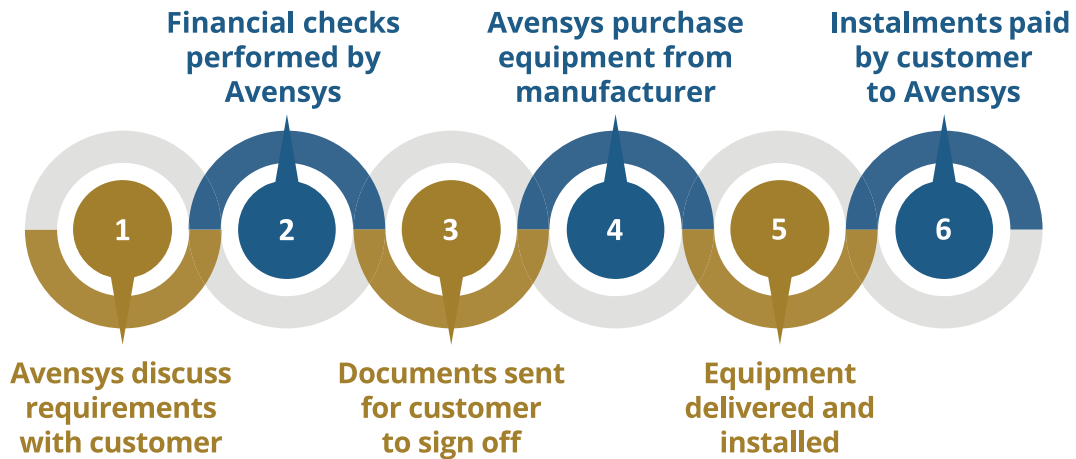 Financial checks
performed by
Avensys
Avensys purchase
equipment from
manufacturer
Instalments paid
by customer
to Avensys
1
2
3
4
5
6
Avensys discuss
requirements
with customer
Documents sent
for customer
to sign off
Equipment
delivered and
installed